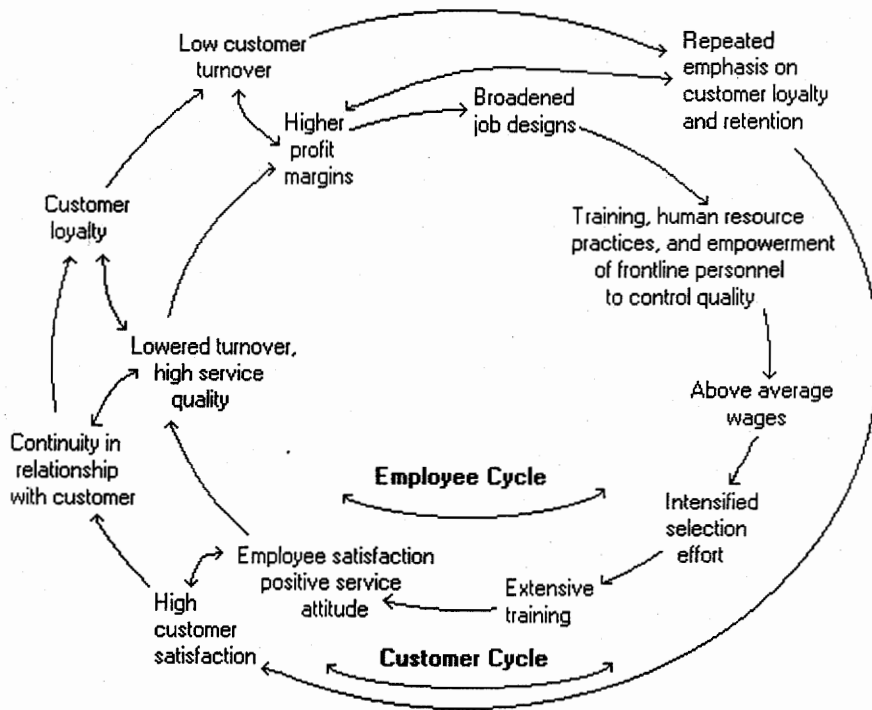 Low customer
turnover
Repeated
emphasis on
customer loyalty
and retention
Broadened
job designs
Higher
profit
margins
Customer
loyalty
Training, human resource
practices, and empowerment
of frontline personnel
to control quality
Lowered turnover,
high service
quality
Above average
wages
Continuity in
relationship
with customer
Employee Cycle
Intensified
selection
effort
Employee satisfaction
positive service
attitude
Extensive
training
High
customer
satisfaction
Customer Cycle